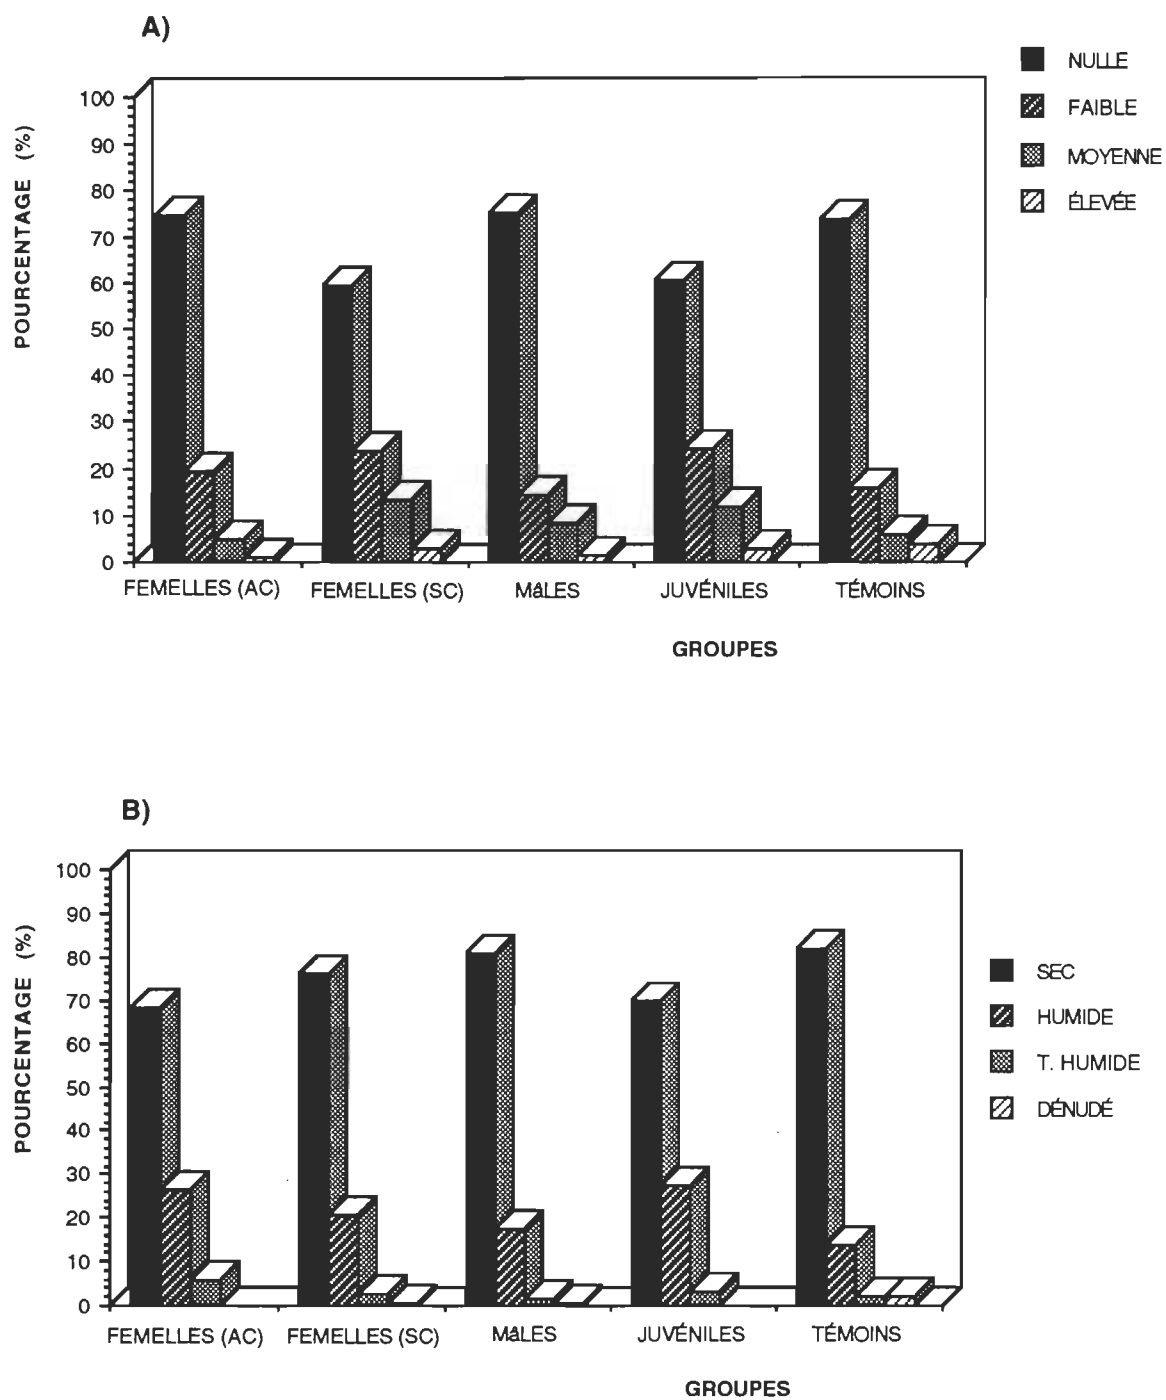 A)
POURCENTAGE (%)
100
90
80
70
60
50
40
30
20
10
0
FEMELLES (AC)
FEMELLES (SC)
MâLES
JUVÉNILES
TÉMOINS
GROUPES
NULLE
FAIBLE
MOYENNE
ÉLEVÉE
B)
POURCENTAGE (%)
100
90
80
70
60
50
40
30
20
10
0
FEMELLES (AC)
FEMELLES (SC)
MâLES
JUVÉNILES
TÉMOINS
GROUPES
SEC
HUMIDE
T. HUMIDE
DÉNUDÉ